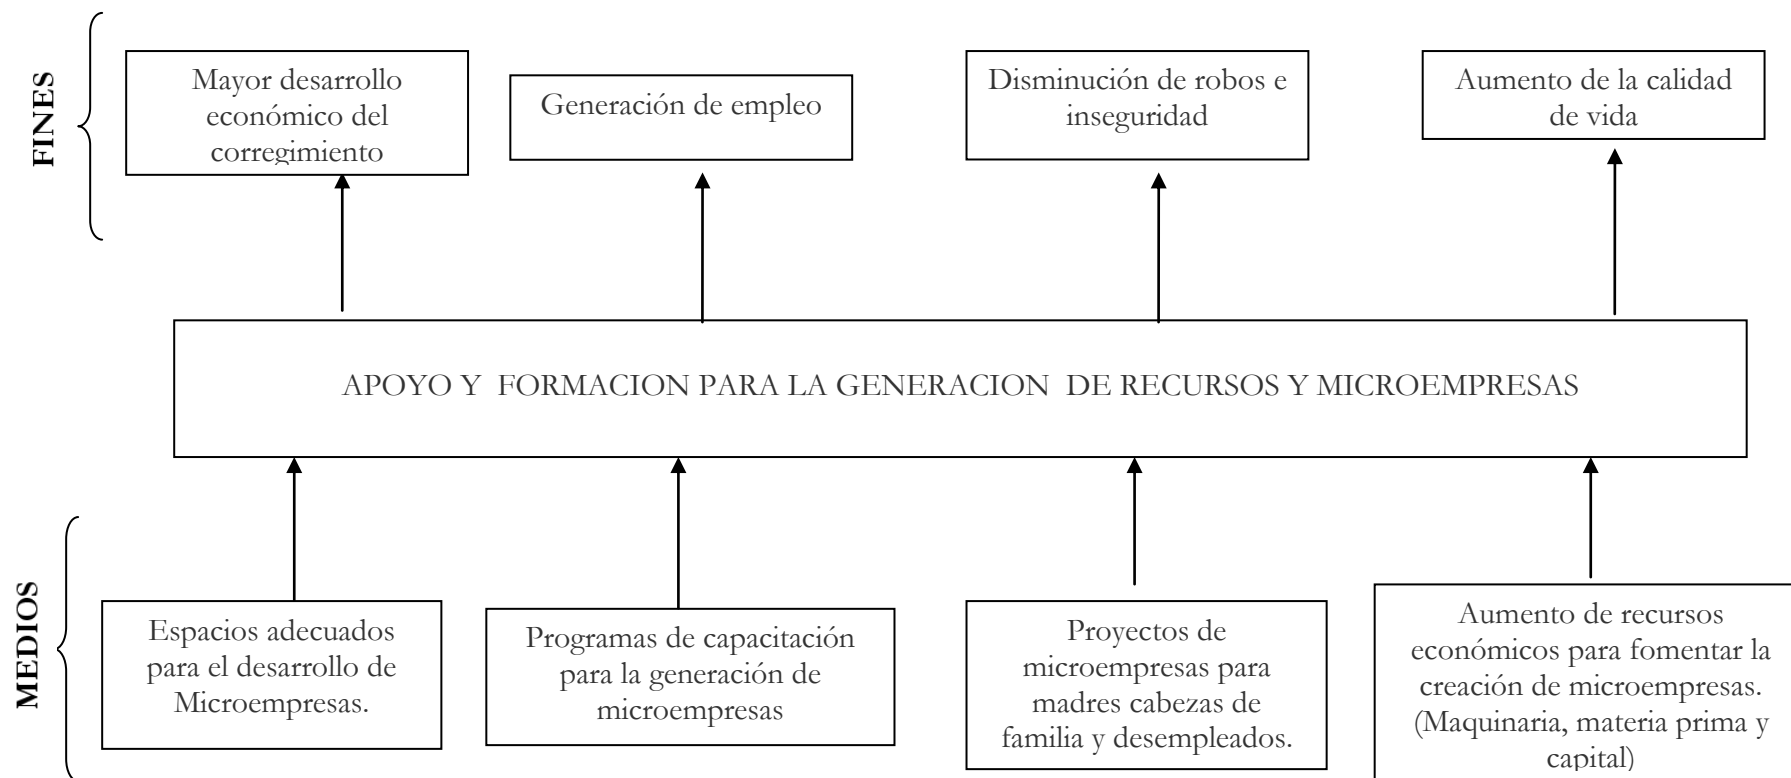 FINES
Mayor desarrollo
económico del
corregimiento
Generación de empleo
Disminución de robos e
inseguridad
Aumento de la calidad
de vida
APOYO Y  FORMACION PARA LA GENERACION  DE RECURSOS Y MICROEMPRESAS
MEDIOS
Espacios adecuados
para el desarrollo de
Microempresas.
Programas de capacitación
para la generación de
microempresas
Proyectos de
microempresas para
madres cabezas de
familia y desempleados.
Aumento de recursos
económicos para fomentar la
creación de microempresas.
(Maquinaria, materia prima y
capital)